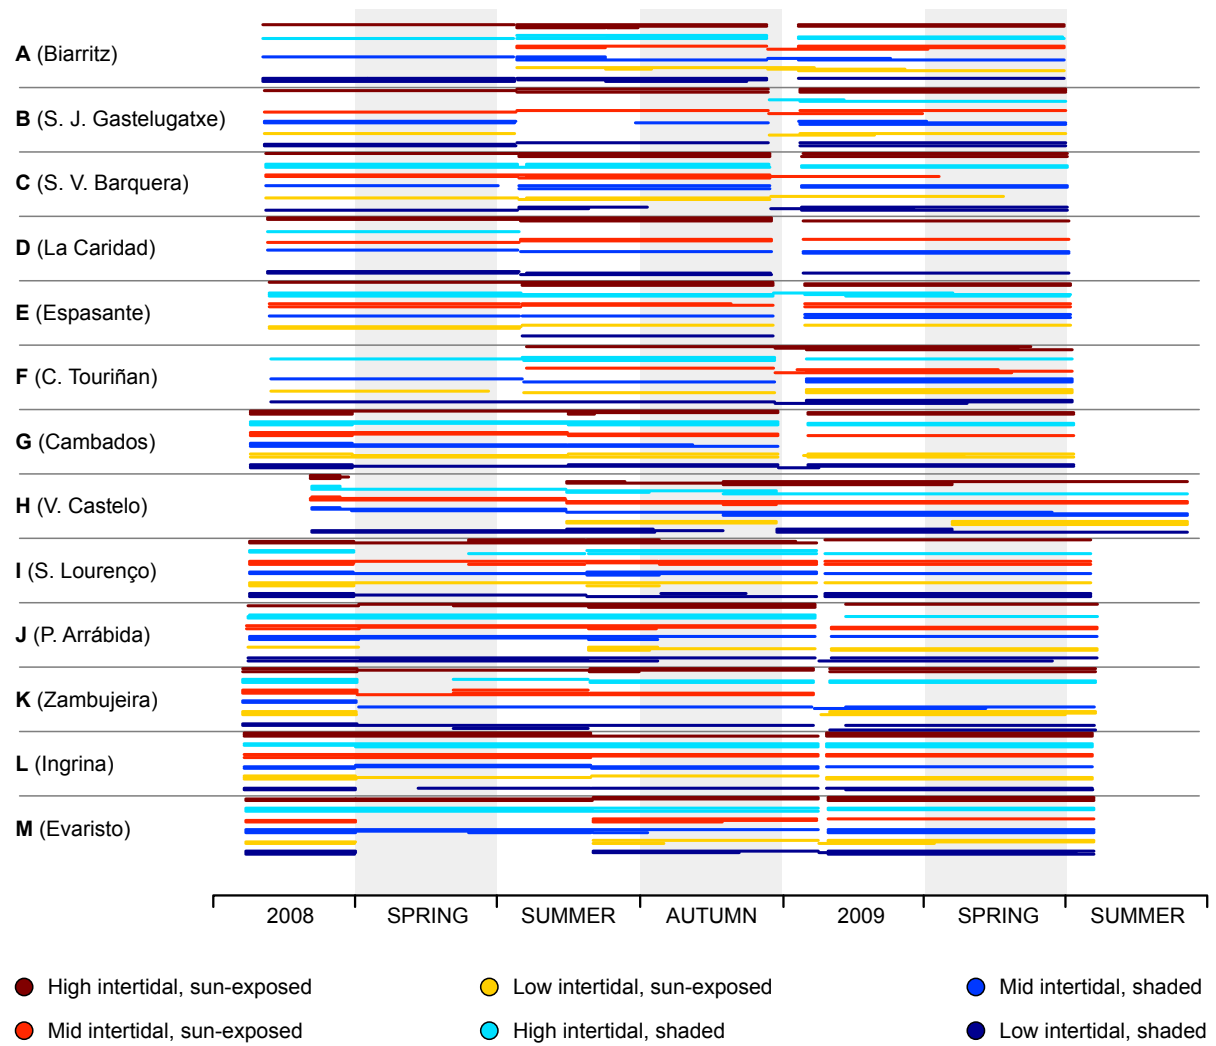 A (Biarritz)
B (S. J. Gastelugatxe)
C (S. V. Barquera)
D (La Caridad)
E (Espasante)
F (C. Touriñan)
G (Cambados)
H (V. Castelo)
I (S. Lourenço)
J (P. Arrábida)
K (Zambujeira)
L (Ingrina)
M (Evaristo)
2008 SPRING SUMMER AUTUMN 2009 SPRING SUMMER
High intertidal, sun-exposed Low intertidal, sun-exposed Mid intertidal, shaded
Mid intertidal, sun-exposed High intertidal, shaded Low intertidal, shaded